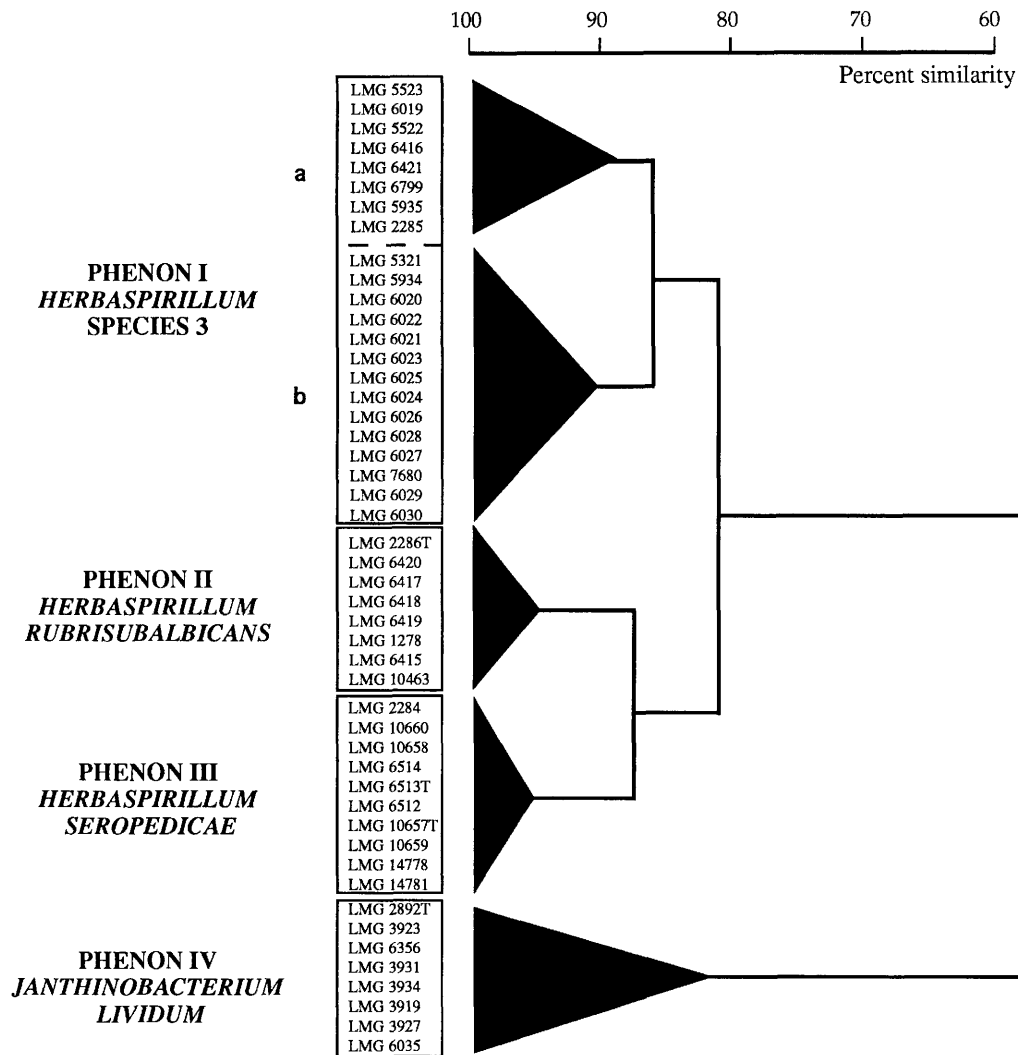 100 90 80 70 60
Percent similarity
a
LMG 5523
LMG 6019
LMG 5522
LMG 6416
LMG 6421
LMG 6799
LMG 5935
LMG 2285
PHENON I
HERBASPIRILLUM
SPECIES 3
b
LMG 5321
LMG 5934
LMG 6020
LMG 6022
LMG 6021
LMG 6023
LMG 6025
LMG 6024
LMG 6026
LMG 6028
LMG 6027
LMG 7680
LMG 6029
LMG 6030
PHENON II
HERBASPIRILLUM
RUBRISUBALBICANS
LMG 2286T
LMG 6420
LMG 6417
LMG 6418
LMG 6419
LMG 1278
LMG 6415
LMG 10463
PHENON III
HERBASPIRILLUM
SEROPEDICAE
LMG 2284
LMG 10660
LMG 10658
LMG 6514
LMG 6513T
LMG 6512
LMG 10657T
LMG 10659
LMG 14778
LMG 14781
PHENON IV
JANTHINOBACTERIUM
LIVIDUM
LMG 2892T
LMG 3923
LMG 6356
LMG 3931
LMG 3934
LMG 3919
LMG 3927
LMG 6035